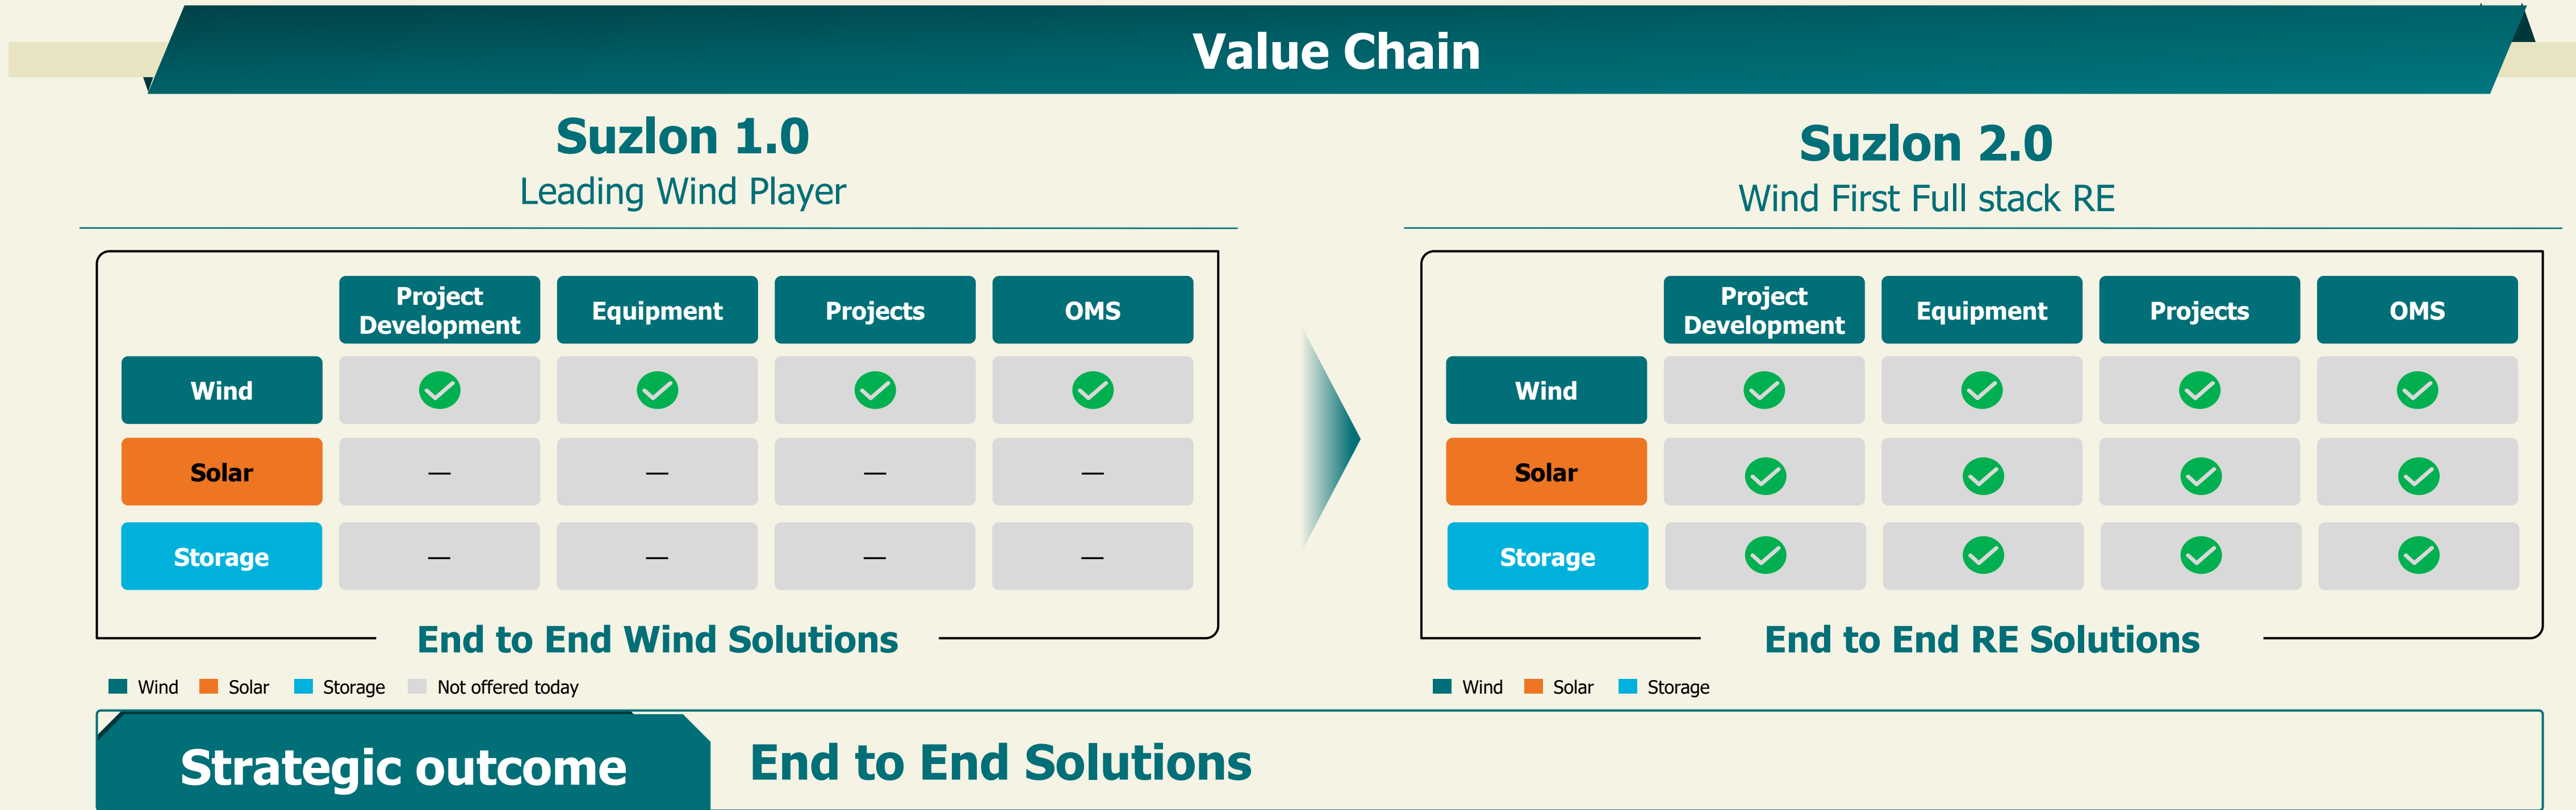 Value Chain
Suzlon 1.0
Leading Wind Player
Project
Development
Equipment
Projects
OMS
Wind
Solar
—
—
—
—
Storage
—
—
—
—
End to End Wind Solutions
Wind
Solar
Storage
Not offered today
Suzlon 2.0
Wind First Full stack RE
Project
Development
Equipment
Projects
OMS
Wind
Solar
Storage
End to End RE Solutions
Wind
Solar
Storage
Strategic outcome
End to End Solutions